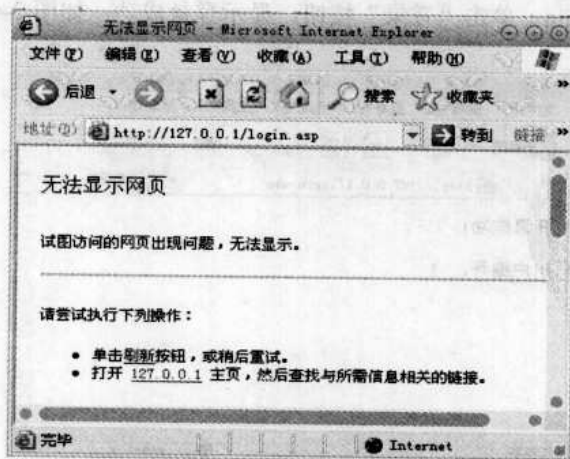 无法显示网页 - Microsoft Internet Explorer
文件(F) 编辑(E) 查看(V) 收藏(A) 工具(T) 帮助(H)
后退 搜索 收藏夹 »
地址(D) http://127.0.0.1/login.asp 转到 链接 »
无法显示网页
试图访问的网页出现问题，无法显示。
请尝试执行下列操作：
• 单击刷新按钮，或稍后重试。
• 打开 127.0.0.1 主页，然后查找与所需信息相关的链接。
完毕 Internet